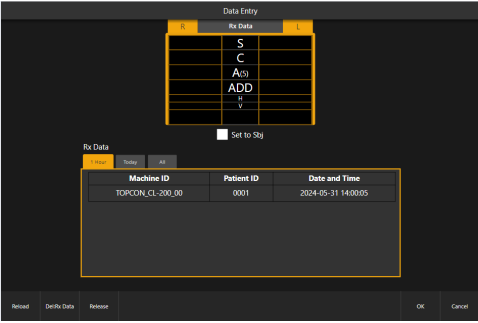 Data Entry
R Rx Data L
S
C
A(5)
ADD
H
V
Set to Sbj
Rx Data
1 Hour Today All
Machine ID Patient ID Date and Time
TOPCON_CL-200_00 0001 2024-05-31 14:00:05
Reload Del:Rx Data Release OK Cancel